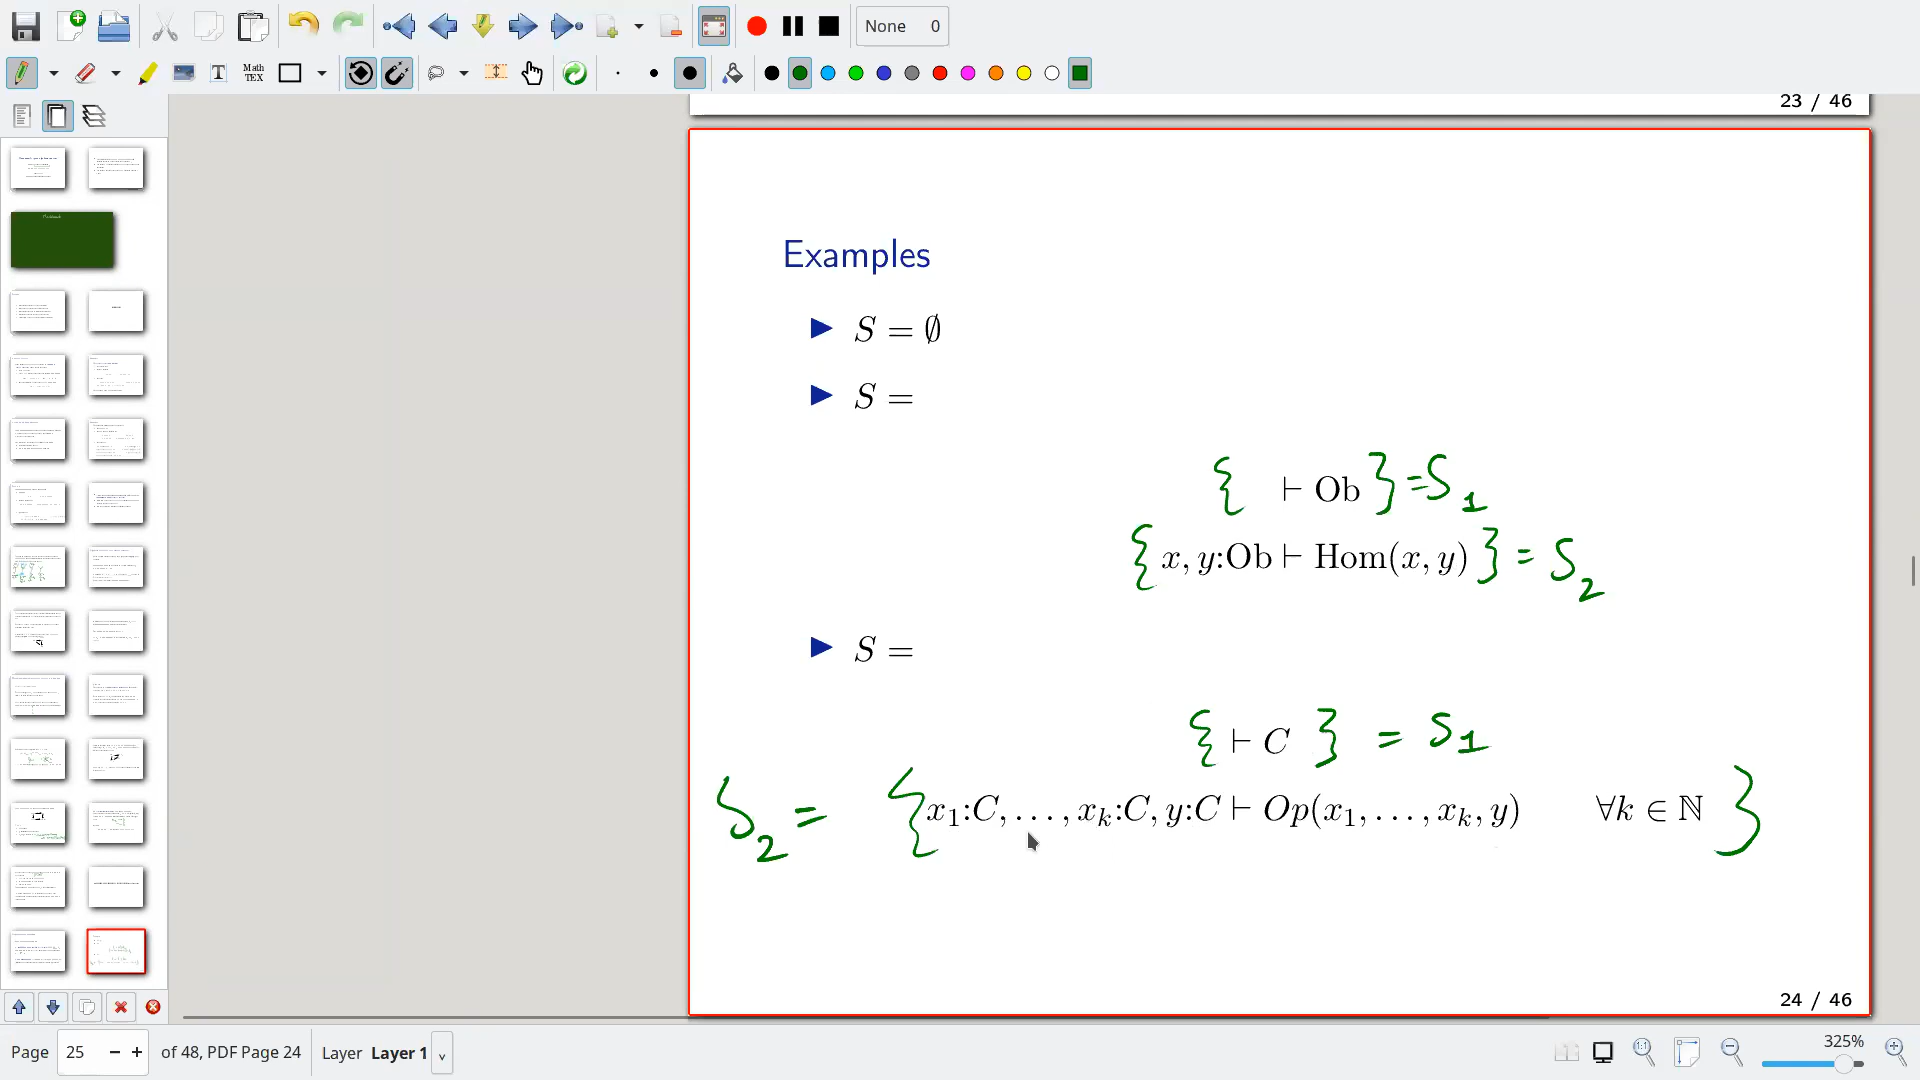 None 0
T Math TEX
23 / 46
Examples
▶ S = ∅
▶ S =
{ ⊢ Ob } = S₁
{ x, y:Ob ⊢ Hom(x, y) } = S₂
▶ S =
{ ⊢ C } = S₁
S₂ = { x₁:C, . . . , xₖ:C, y:C ⊢ Op(x₁, . . . , xₖ, y) ∀k ∈ ℕ }
24 / 46
Page 25 − + of 48, PDF Page 24 Layer Layer 1 325%